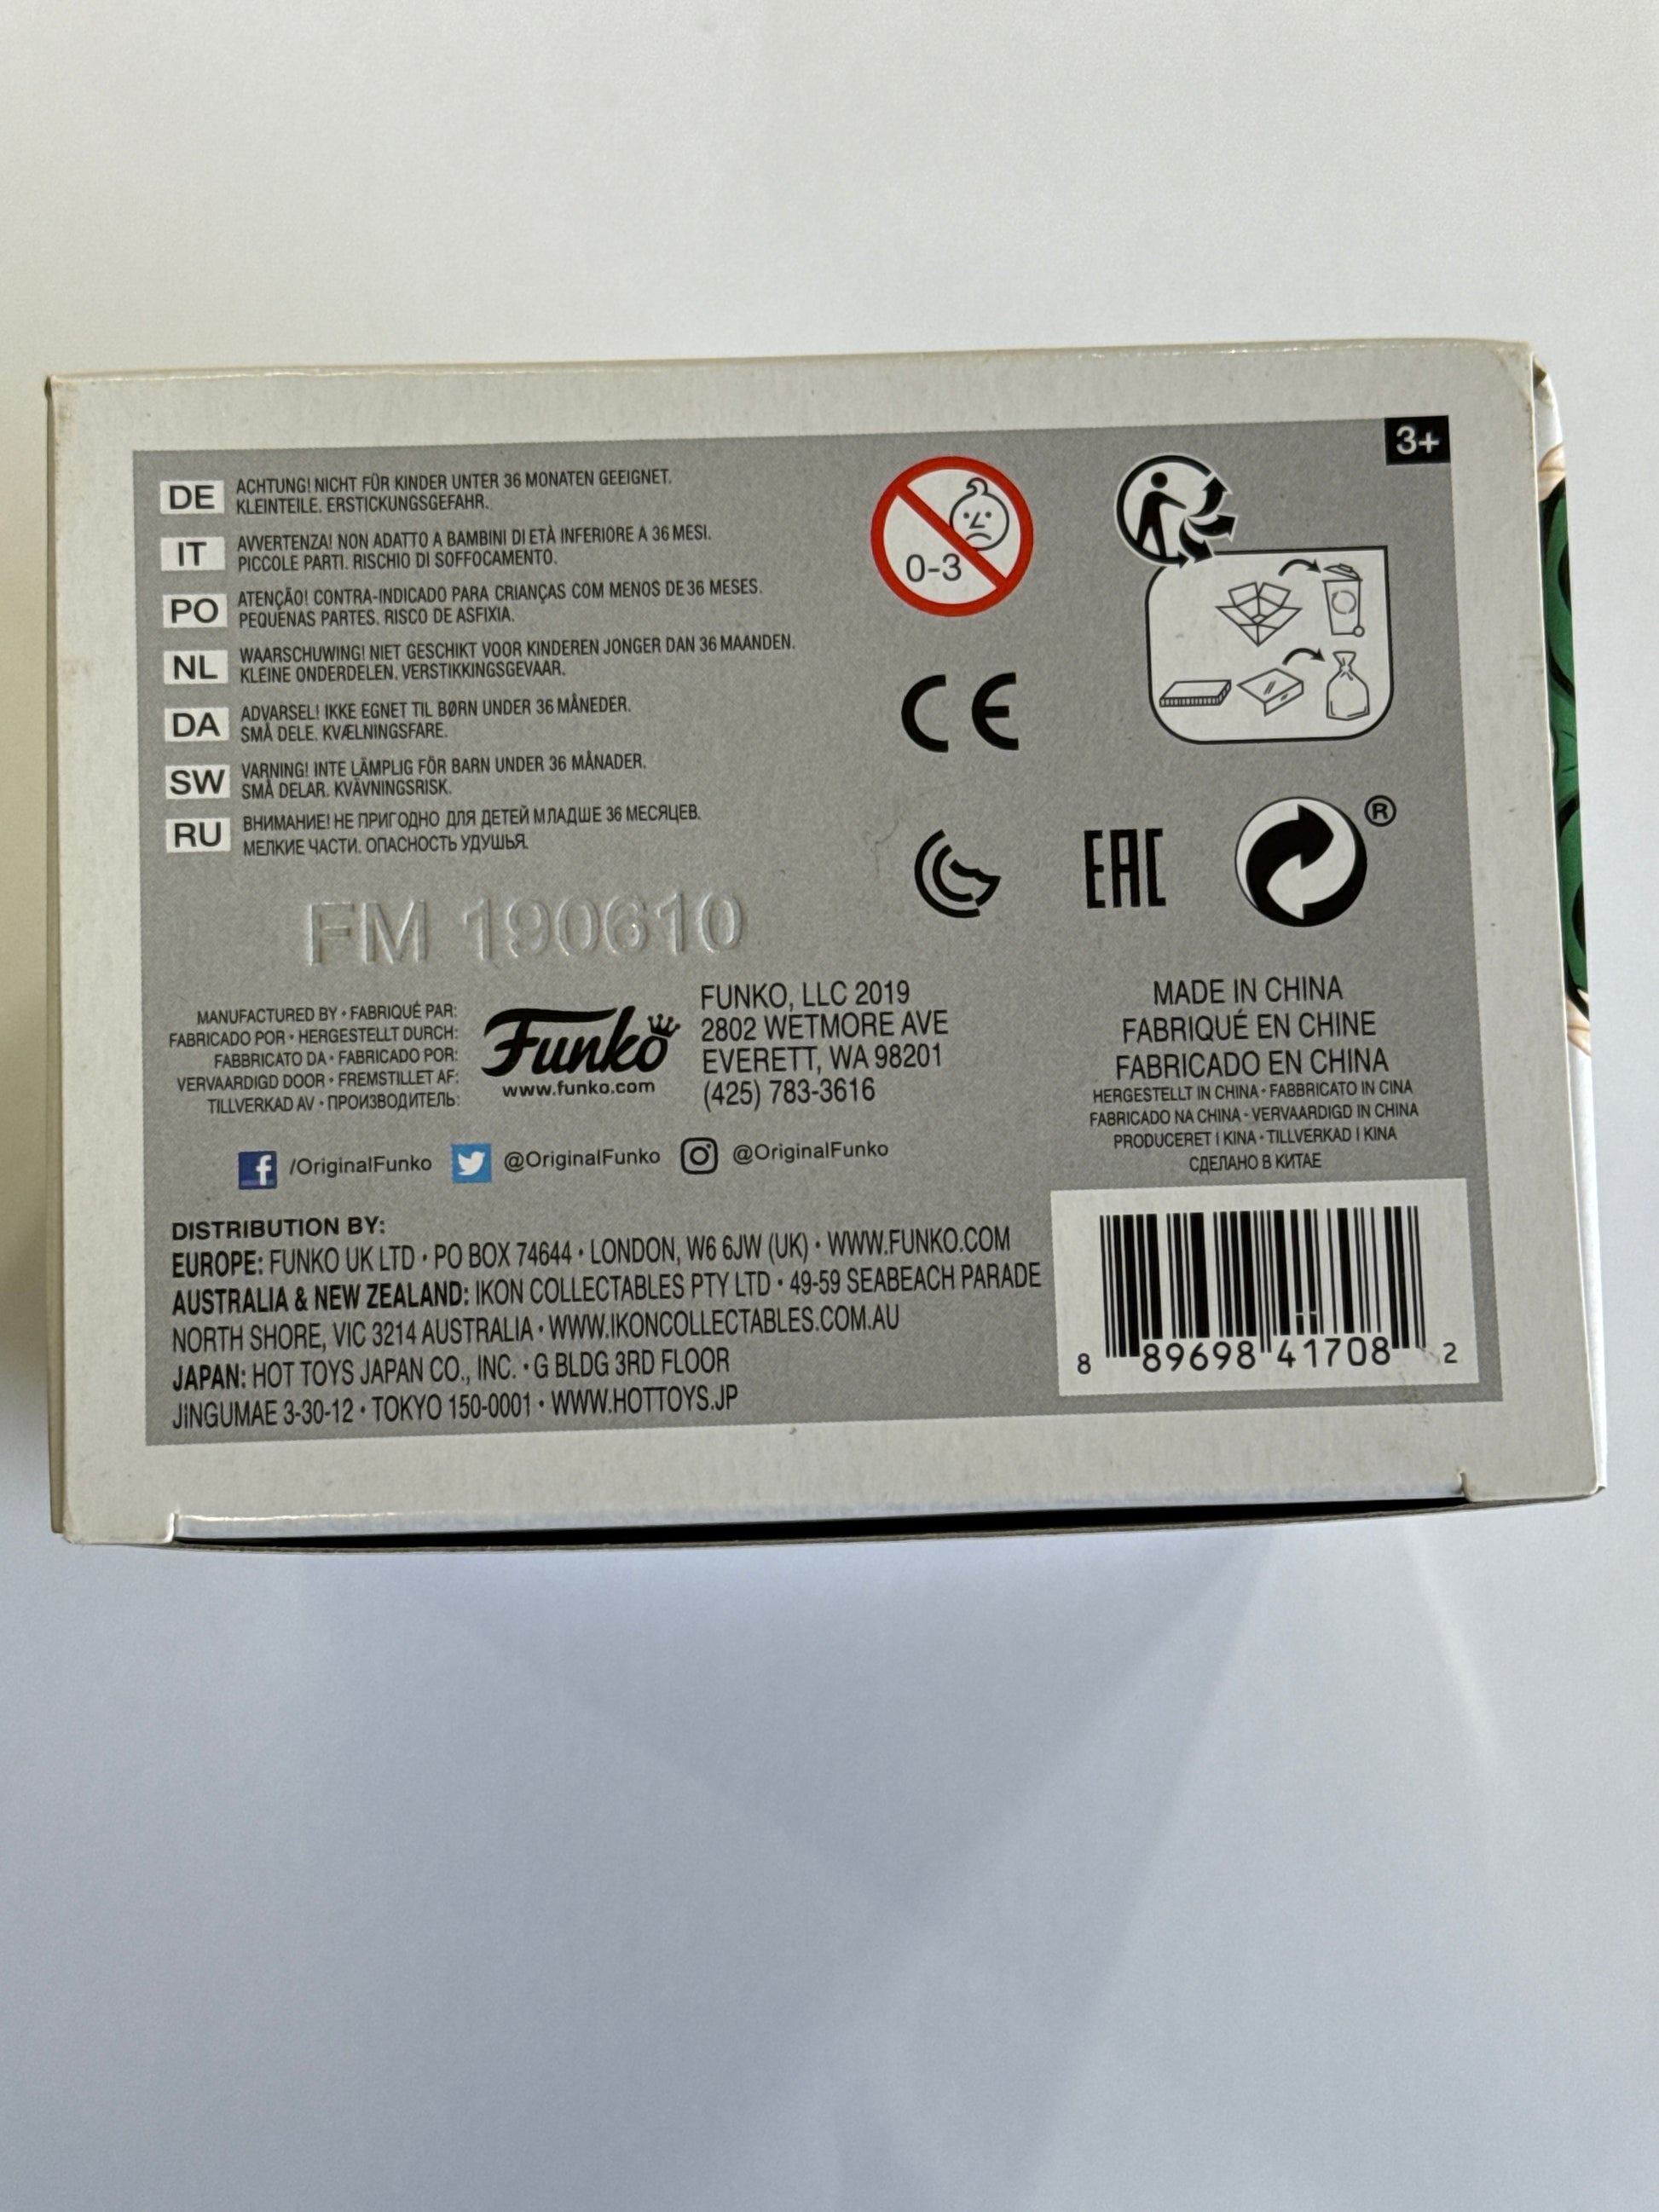 3+
DE ACHTUNG! NICHT FÜR KINDER UNTER 36 MONATEN GEEIGNET.
KLEINTEILE. ERSTICKUNGSGEFAHR.
IT AVVERTENZA! NON ADATTO A BAMBINI DI ETÀ INFERIORE A 36 MESI.
PICCOLE PARTI. RISCHIO DI SOFFOCAMENTO.
PO ATENÇÃO! CONTRA-INDICADO PARA CRIANÇAS COM MENOS DE 36 MESES.
PEQUENAS PARTES. RISCO DE ASFIXIA.
NL WAARSCHUWING! NIET GESCHIKT VOOR KINDEREN JONGER DAN 36 MAANDEN.
KLEINE ONDERDELEN. VERSTIKKINGSGEVAAR.
DA ADVARSEL! IKKE EGNET TIL BØRN UNDER 36 MÅNEDER.
SMÅ DELE. KVÆLNINGSFARE.
SW VARNING! INTE LÄMPLIG FÖR BARN UNDER 36 MÅNADER.
SMÅ DELAR. KVÄVNINGSRISK.
RU ВНИМАНИЕ! НЕ ПРИГОДНО ДЛЯ ДЕТЕЙ МЛАДШЕ 36 МЕСЯЦЕВ.
МЕЛКИЕ ЧАСТИ. ОПАСНОСТЬ УДУШЬЯ.
0-3
CE
EAC
®
FM 190610
MANUFACTURED BY • FABRIQUÉ PAR:
FABRICADO POR • HERGESTELLT DURCH:
FABBRICATO DA • FABRICADO POR:
VERVAARDIGD DOOR • FREMSTILLET AF:
TILLVERKAD AV • ПРОИЗВОДИТЕЛЬ:
Funko
www.funko.com
FUNKO, LLC 2019
2802 WETMORE AVE
EVERETT, WA 98201
(425) 783-3616
MADE IN CHINA
FABRIQUÉ EN CHINE
FABRICADO EN CHINA
HERGESTELLT IN CHINA • FABBRICATO IN CINA
FABRICADO NA CHINA • VERVAARDIGD IN CHINA
PRODUCERET I KINA • TILLVERKAD I KINA
СДЕЛАНО В КИТАЕ
f /OriginalFunko @OriginalFunko @OriginalFunko
DISTRIBUTION BY:
EUROPE: FUNKO UK LTD • PO BOX 74644 • LONDON, W6 6JW (UK) • WWW.FUNKO.COM
AUSTRALIA & NEW ZEALAND: IKON COLLECTABLES PTY LTD • 49-59 SEABEACH PARADE
NORTH SHORE, VIC 3214 AUSTRALIA • WWW.IKONCOLLECTABLES.COM.AU
JAPAN: HOT TOYS JAPAN CO., INC. • G BLDG 3RD FLOOR
JINGUMAE 3-30-12 • TOKYO 150-0001 • WWW.HOTTOYS.JP
8 89698 41708 2